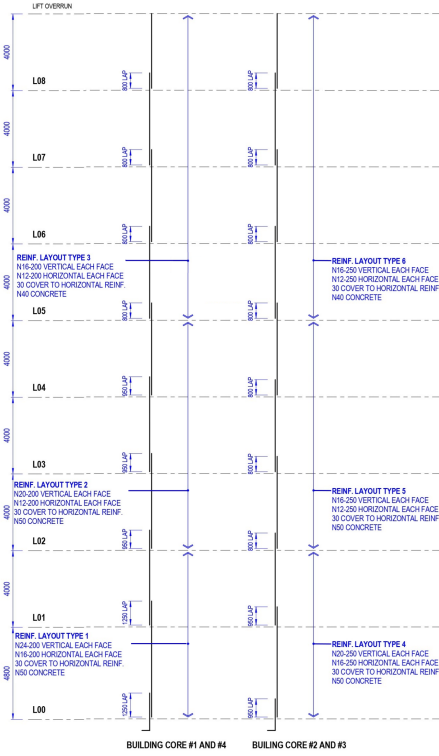 LIFT OVERRUN
4000
L08
800 LAP
800 LAP
4000
L07
800 LAP
800 LAP
4000
L06
800 LAP
800 LAP
4000
REINF. LAYOUT TYPE 3
N16-200 VERTICAL EACH FACE
N12-200 HORIZONTAL EACH FACE
30 COVER TO HORIZONTAL REINF.
N40 CONCRETE
REINF. LAYOUT TYPE 6
N16-250 VERTICAL EACH FACE
N12-250 HORIZONTAL EACH FACE
30 COVER TO HORIZONTAL REINF
N40 CONCRETE
L05
800 LAP
800 LAP
4000
L04
950 LAP
800 LAP
4000
L03
950 LAP
800 LAP
4000
REINF. LAYOUT TYPE 2
N20-200 VERTICAL EACH FACE
N12-200 HORIZONTAL EACH FACE
30 COVER TO HORIZONTAL REINF.
N50 CONCRETE
REINF. LAYOUT TYPE 5
N16-250 VERTICAL EACH FACE
N12-250 HORIZONTAL EACH FACE
30 COVER TO HORIZONTAL REINF
N50 CONCRETE
L02
950 LAP
800 LAP
4000
L01
1250 LAP
950 LAP
4800
REINF. LAYOUT TYPE 1
N24-200 VERTICAL EACH FACE
N16-200 HORIZONTAL EACH FACE
30 COVER TO HORIZONTAL REINF.
N50 CONCRETE
REINF. LAYOUT TYPE 4
N20-250 VERTICAL EACH FACE
N16-250 HORIZONTAL EACH FACE
30 COVER TO HORIZONTAL REINF
N50 CONCRETE
L00
1250 LAP
950 LAP
BUILDING CORE #1 AND #4
BUILING CORE #2 AND #3